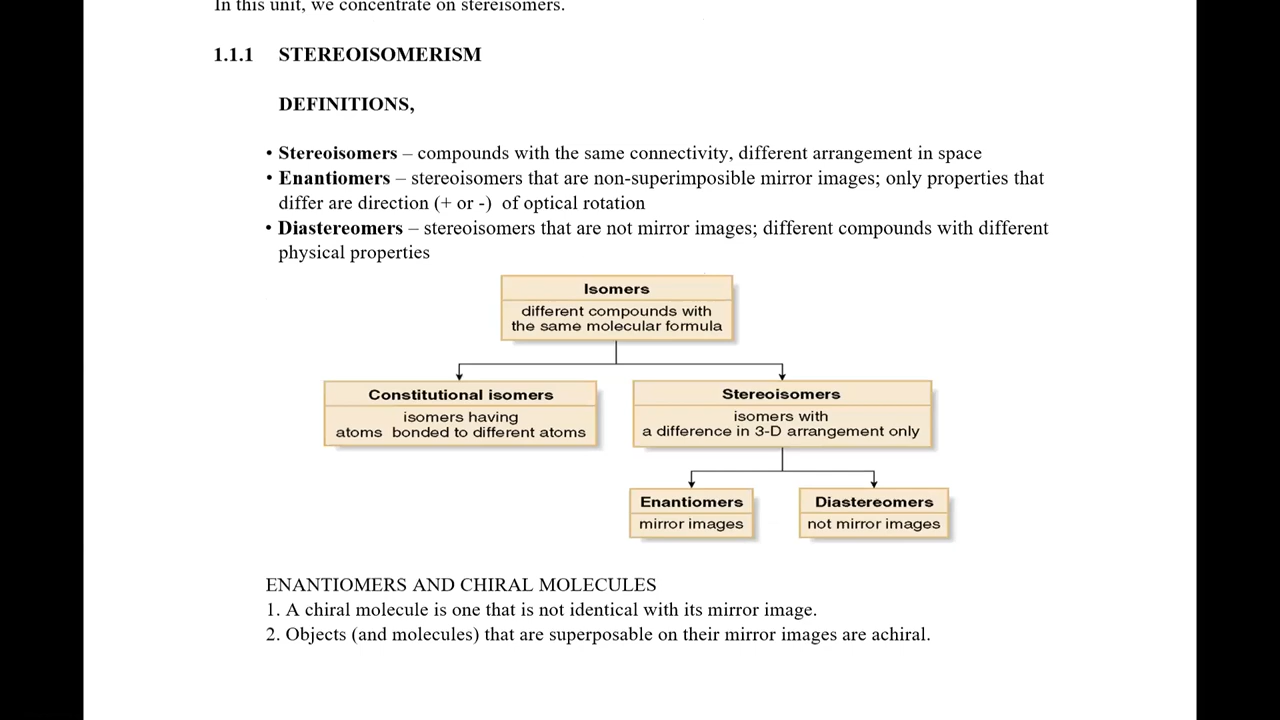 In this unit, we concentrate on stereisomers.
1.1.1 STEREOISOMERISM
DEFINITIONS,
• Stereoisomers – compounds with the same connectivity, different arrangement in space
• Enantiomers – stereoisomers that are non-superimposible mirror images; only properties that
differ are direction (+ or -) of optical rotation
• Diastereomers – stereoisomers that are not mirror images; different compounds with different
physical properties
Isomers
different compounds with
the same molecular formula
Constitutional isomers
isomers having
atoms bonded to different atoms
Stereoisomers
isomers with
a difference in 3-D arrangement only
Enantiomers
mirror images
Diastereomers
not mirror images
ENANTIOMERS AND CHIRAL MOLECULES
1. A chiral molecule is one that is not identical with its mirror image.
2. Objects (and molecules) that are superposable on their mirror images are achiral.